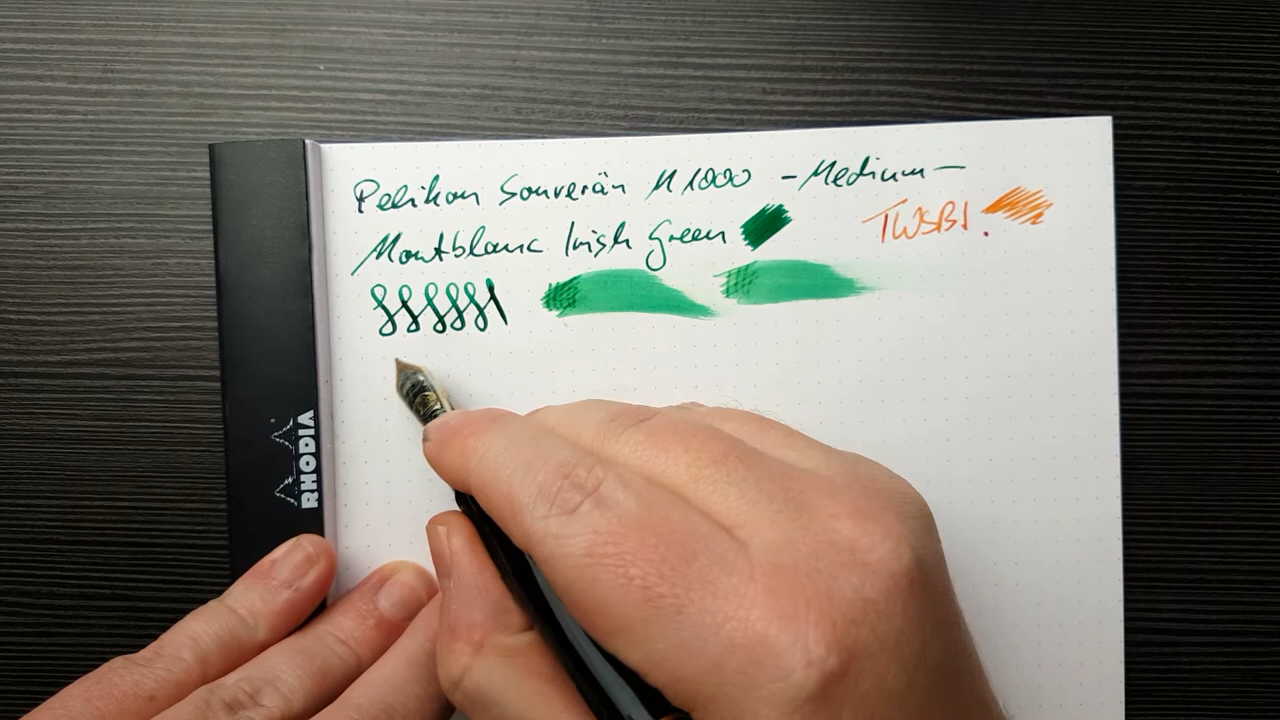 Pelikan Souverän M1000 – Medium –
Montblanc Irish Green
TWSBI.
RHODIA